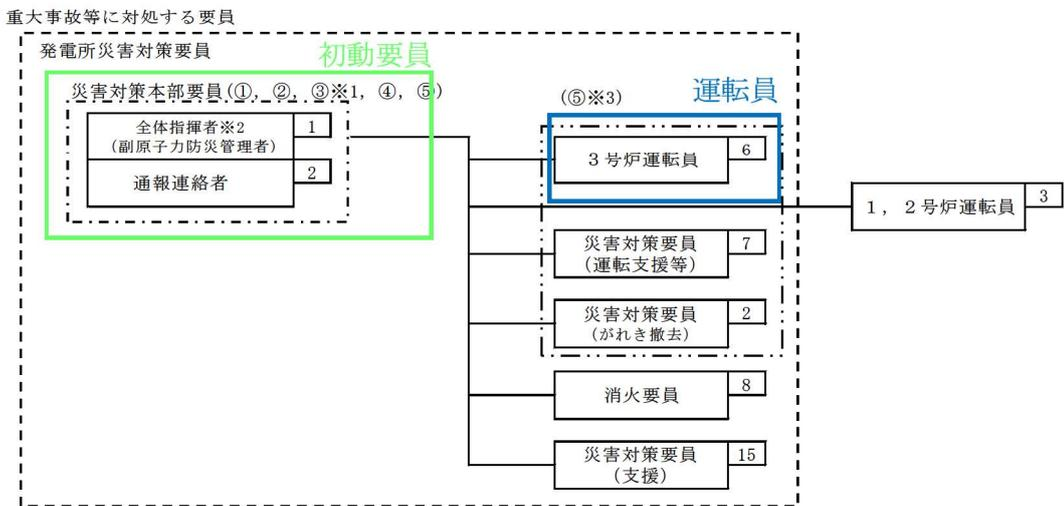 重大事故等に対処する要員
発電所災害対策要員
初動要員
災害対策本部要員(①, ②, ③※1, ④, ⑤)
全体指揮者※2
(副原子力防災管理者)
1
通報連絡者
2
(⑤※3)
運転員
3号炉運転員
6
1, 2号炉運転員
3
災害対策要員
(運転支援等)
7
災害対策要員
(がれき撤去)
2
消火要員
8
災害対策要員
(支援)
15